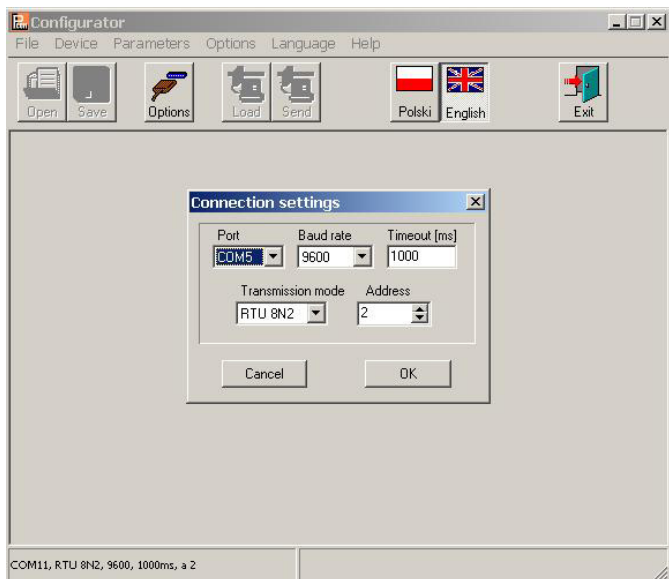 Configurator
File Device Parameters Options Language Help
Open Save Options Load Send Polski English Exit
Connection settings
Port Baud rate Timeout [ms]
COM5 9600 1000
Transmission mode Address
RTU 8N2 2
Cancel OK
COM11, RTU 8N2, 9600, 1000ms, a 2